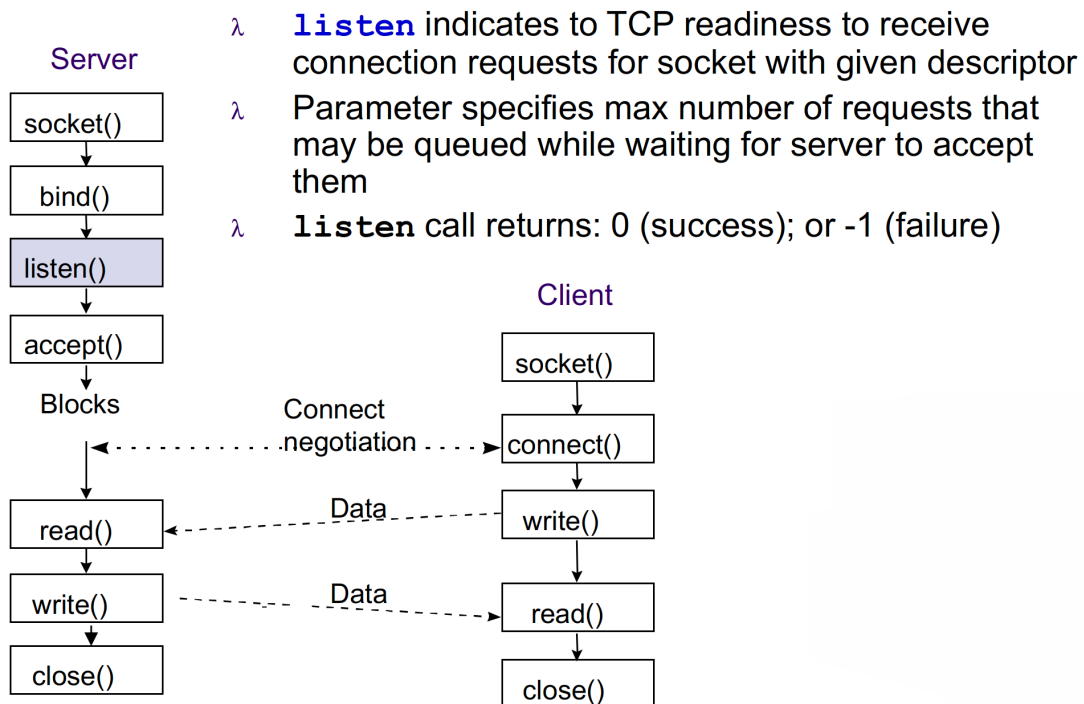 λ listen indicates to TCP readiness to receive
connection requests for socket with given descriptor
λ Parameter specifies max number of requests that
may be queued while waiting for server to accept
them
λ listen call returns: 0 (success); or -1 (failure)
Server
socket()
bind()
listen()
accept()
Blocks
read()
write()
close()
Connect
negotiation
Data
Data
Client
socket()
connect()
write()
read()
close()